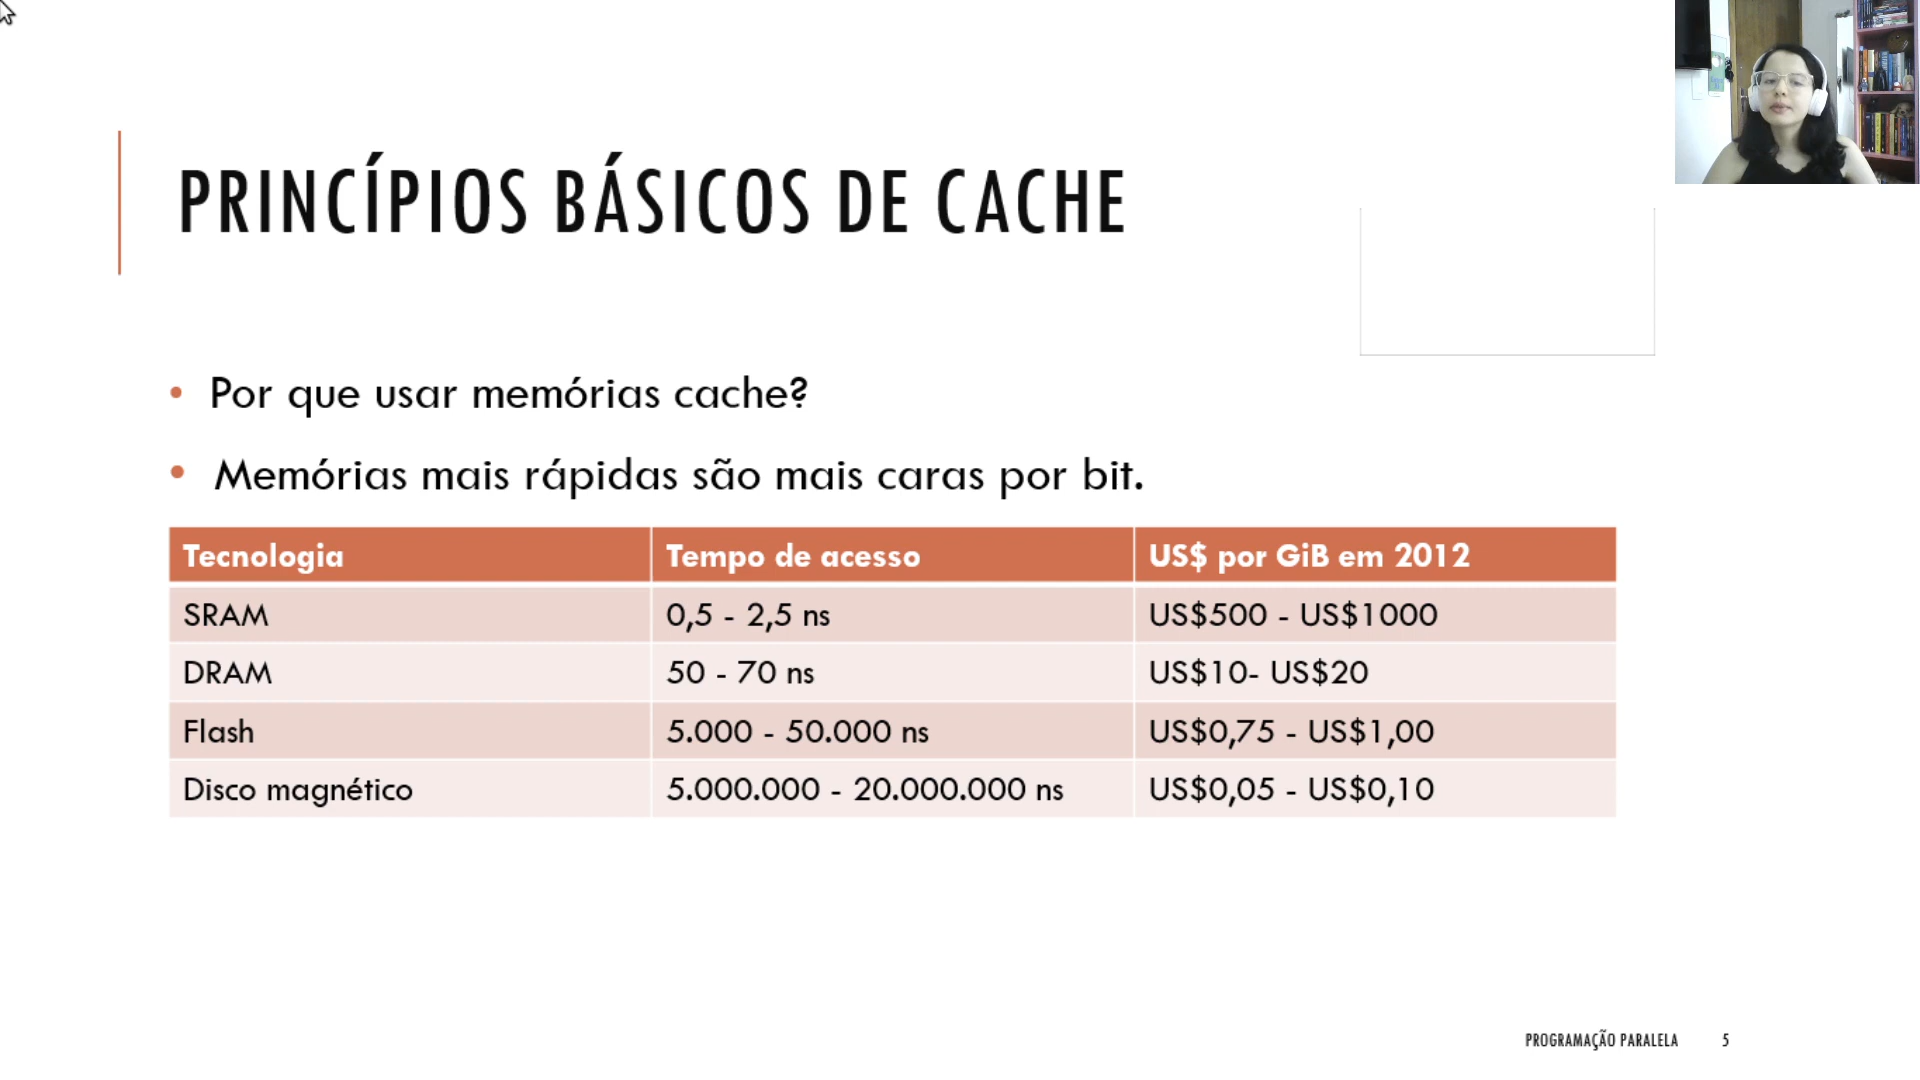 PRINCÍPIOS BÁSICOS DE CACHE
• Por que usar memórias cache?
• Memórias mais rápidas são mais caras por bit.
Tecnologia Tempo de acesso US$ por GiB em 2012
SRAM 0,5 - 2,5 ns US$500 - US$1000
DRAM 50 - 70 ns US$10- US$20
Flash 5.000 - 50.000 ns US$0,75 - US$1,00
Disco magnético 5.000.000 - 20.000.000 ns US$0,05 - US$0,10
PROGRAMAÇÃO PARALELA 5